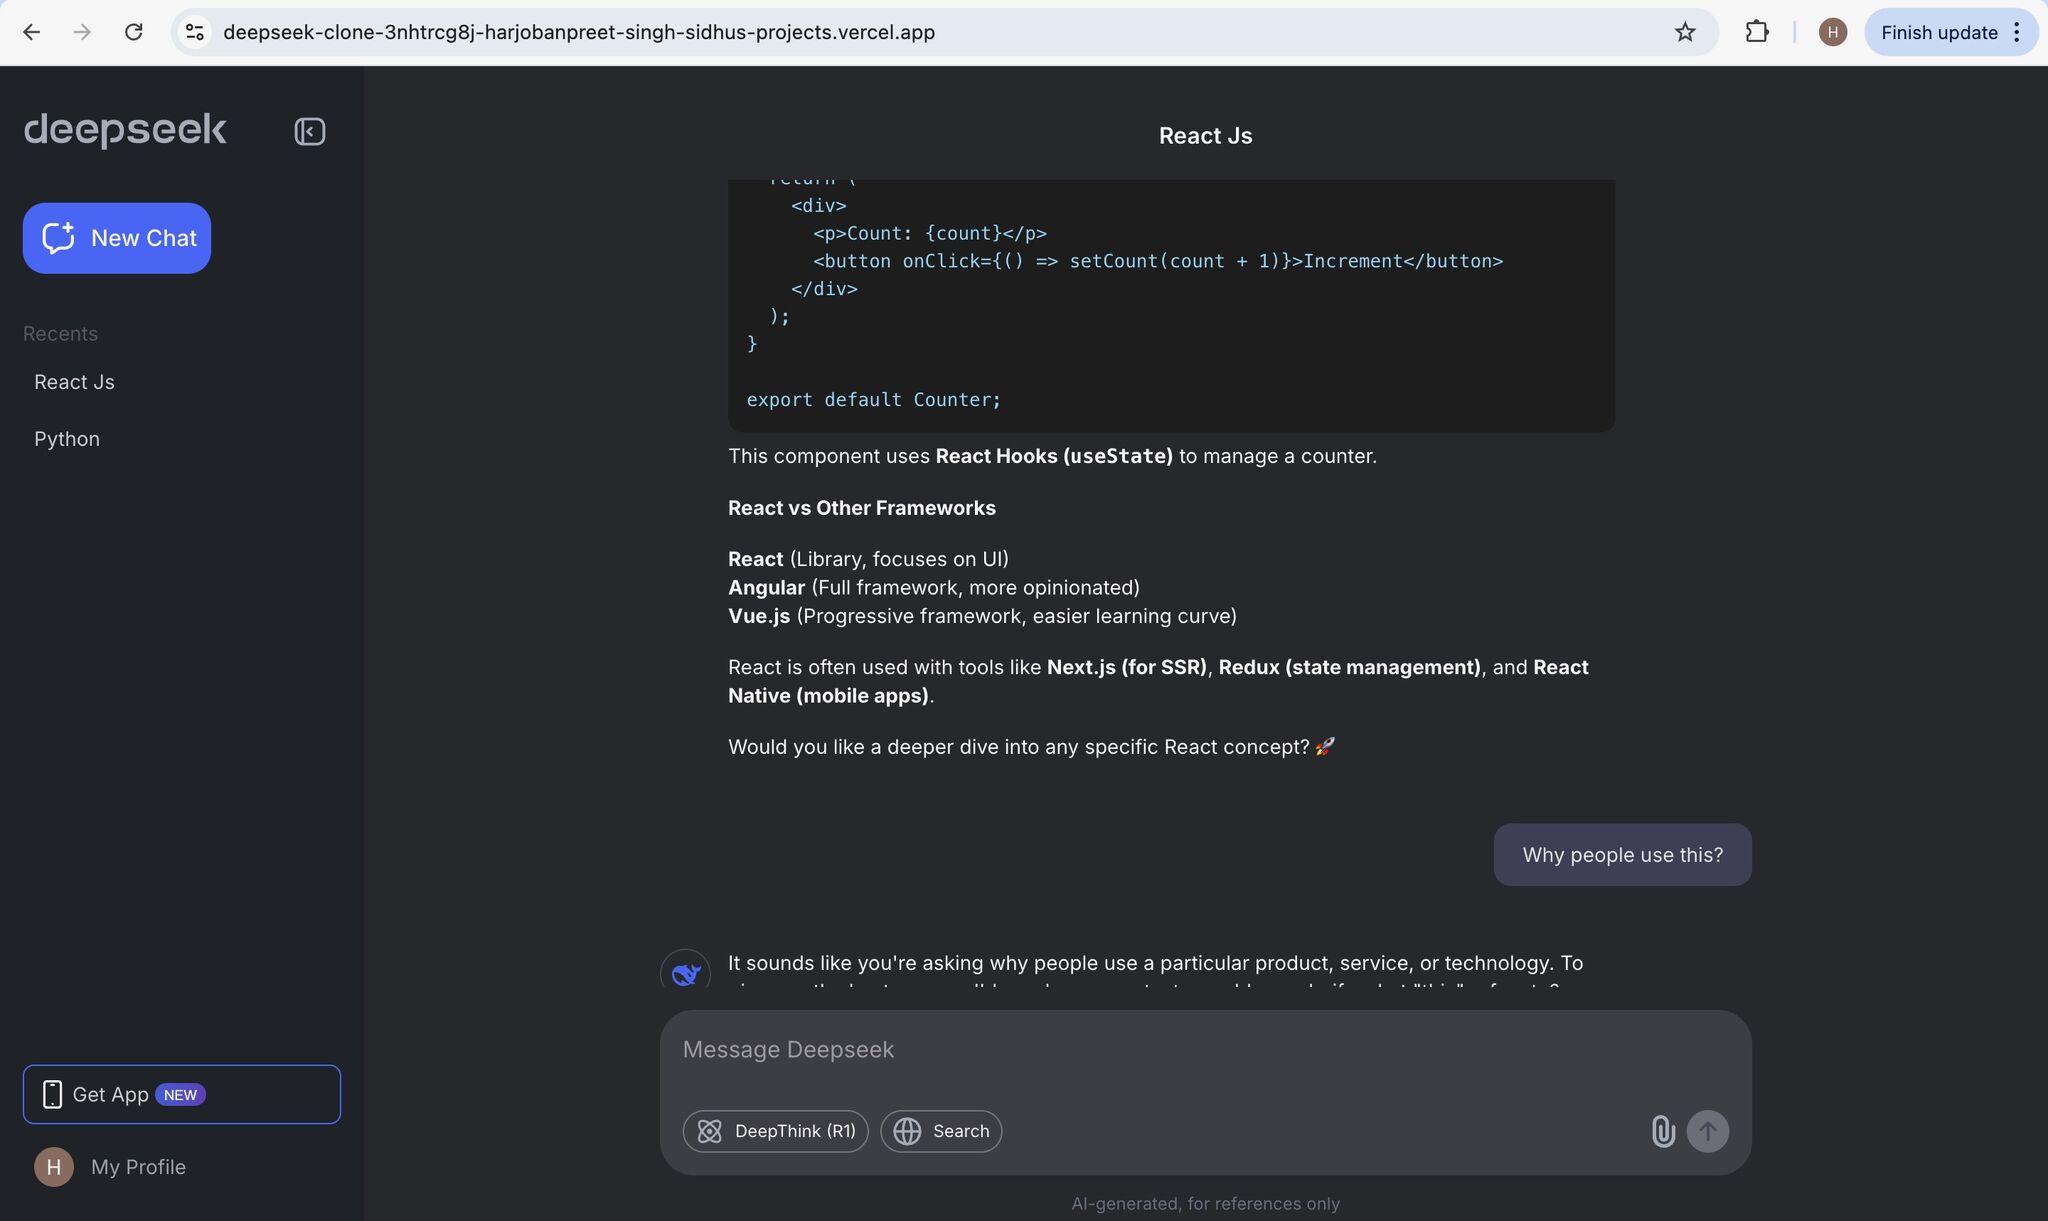 deepseek-clone-3nhtrcg8j-harjobanpreet-singh-sidhus-projects.vercel.app
H
Finish update
deepseek
New Chat
Recents
React Js
Python
Get App NEW
H My Profile
React Js
return (
<div>
<p>Count: {count}</p>
<button onClick={() => setCount(count + 1)}>Increment</button>
</div>
);
}
export default Counter;
This component uses React Hooks (useState) to manage a counter.
React vs Other Frameworks
React (Library, focuses on UI)
Angular (Full framework, more opinionated)
Vue.js (Progressive framework, easier learning curve)
React is often used with tools like Next.js (for SSR), Redux (state management), and React
Native (mobile apps).
Would you like a deeper dive into any specific React concept? 🚀
Why people use this?
It sounds like you're asking why people use a particular product, service, or technology. To
Message Deepseek
DeepThink (R1)
Search
AI-generated, for references only